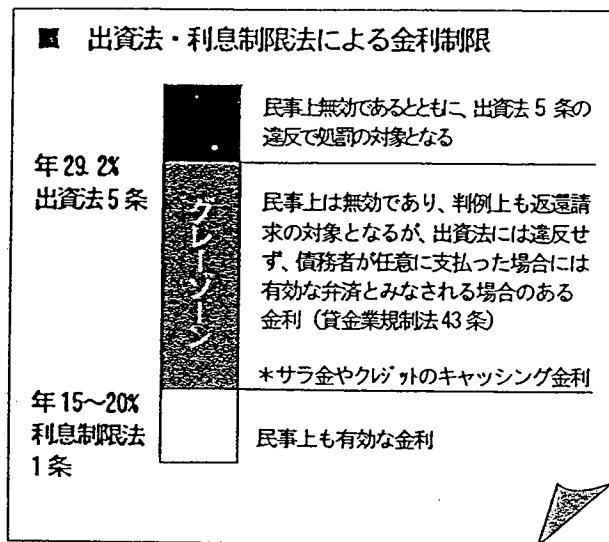 ■ 出資法・利息制限法による金利制限
民事上無効であるとともに、出資法5条の
違反で処罰の対象となる
年29.2%
出資法5条
グレーゾーン
民事上は無効であり、判例上も返還請
求の対象となるが、出資法には違反せ
ず、債務者が任意に支払った場合には
有効な弁済とみなされる場合のある
金利（貸金業規制法43条）
＊サラ金やクレジットのキャッシング金利
年15～20%
利息制限法
1条
民事上も有効な金利